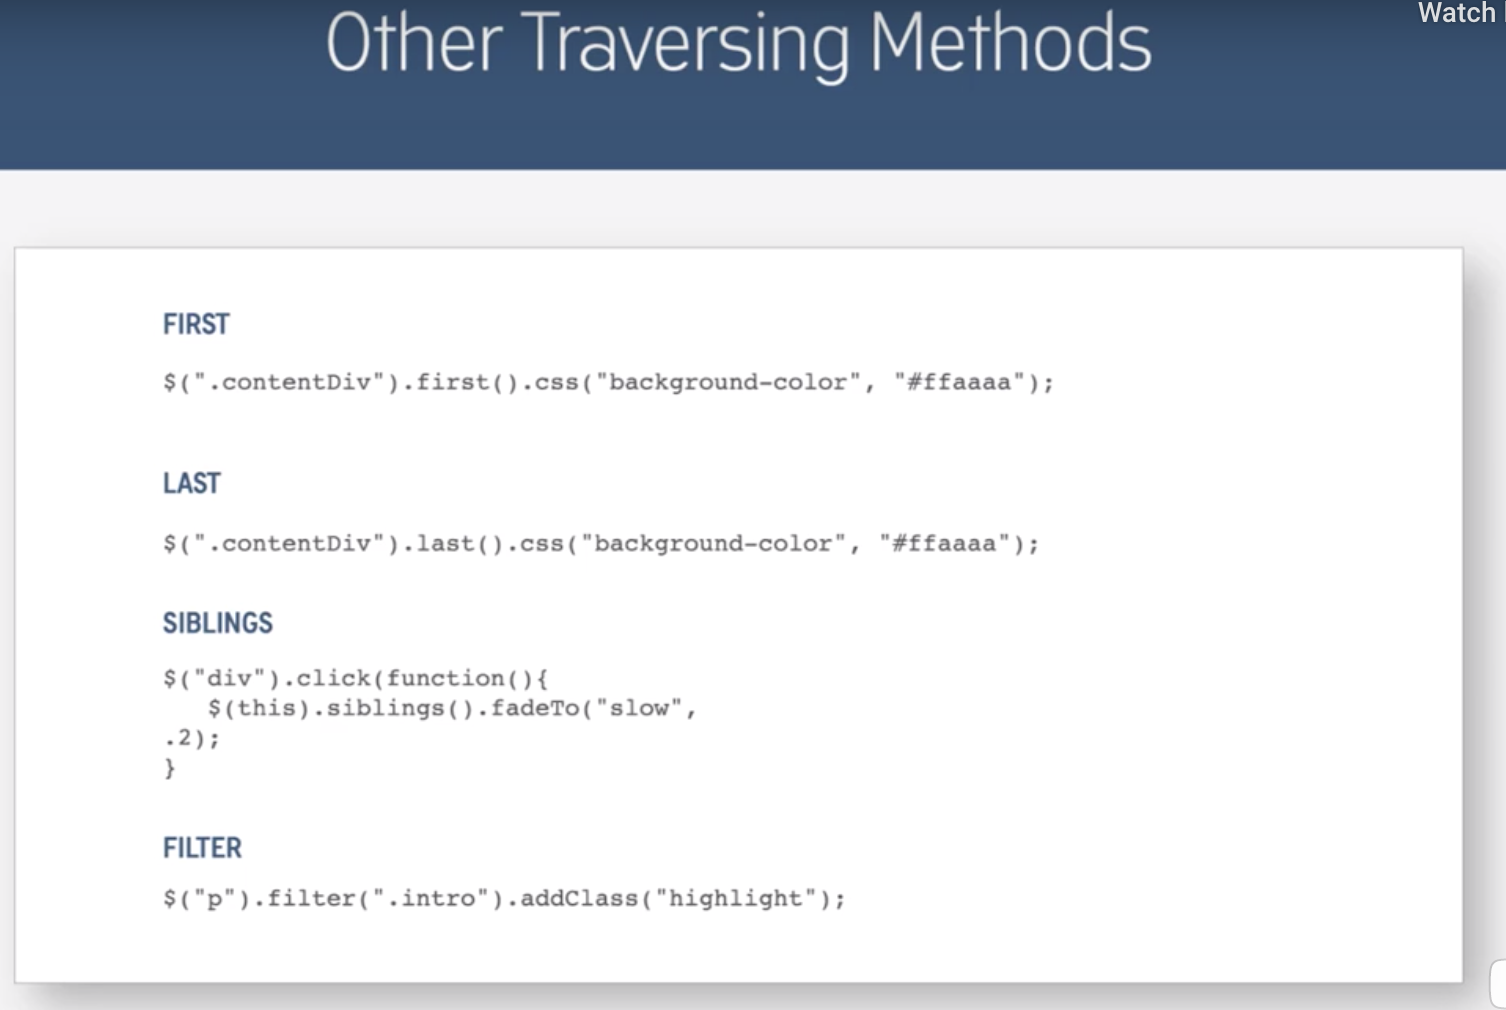 Other Traversing Methods
Watch
FIRST
$(".contentDiv").first().css("background-color", "#ffaaaa");
LAST
$(".contentDiv").last().css("background-color", "#ffaaaa");
SIBLINGS
$("div").click(function(){
$(this).siblings().fadeTo("slow",
.2);
}
FILTER
$("p").filter(".intro").addClass("highlight");